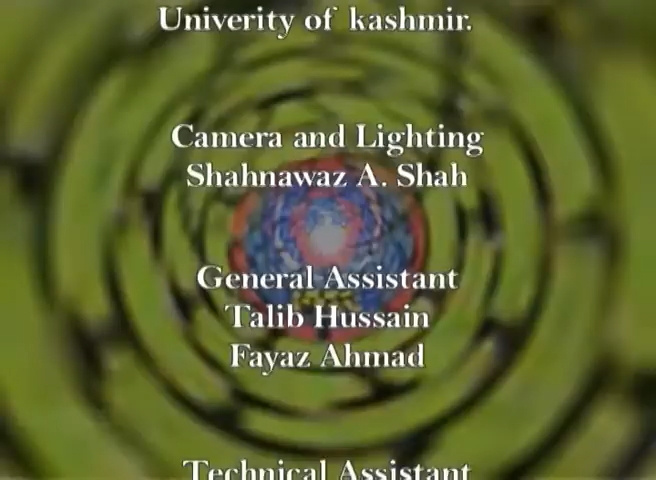 Univerity of kashmir.
Camera and Lighting
Shahnawaz A. Shah
General Assistant
Talib Hussain
Fayaz Ahmad
Technical Assistant